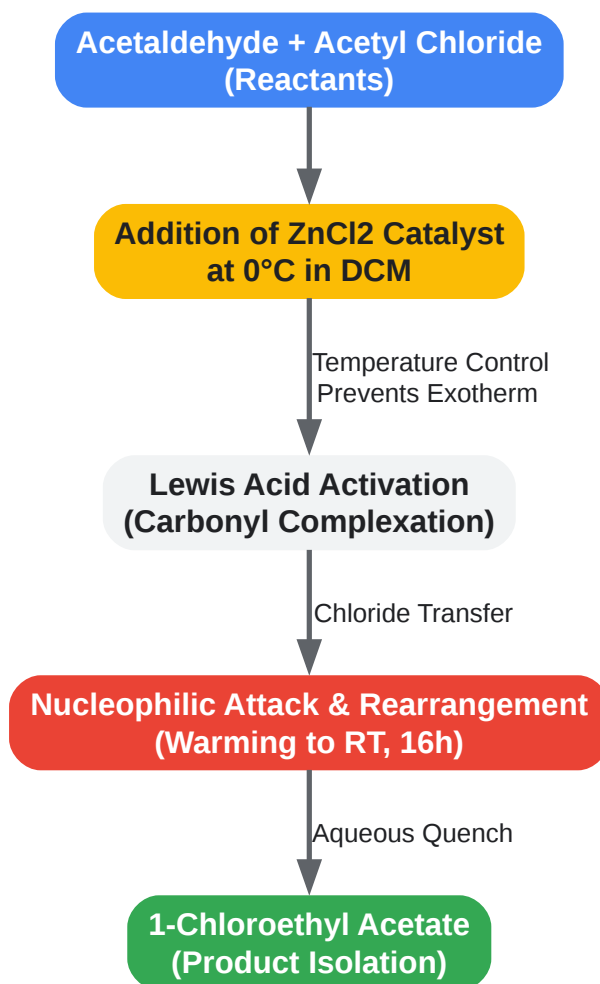 Acetaldehyde + Acetyl Chloride
(Reactants)
Addition of ZnCl2 Catalyst
at 0°C in DCM
Temperature Control
Prevents Exotherm
Lewis Acid Activation
(Carbonyl Complexation)
Chloride Transfer
Nucleophilic Attack & Rearrangement
(Warming to RT, 16h)
Aqueous Quench
1-Chloroethyl Acetate
(Product Isolation)